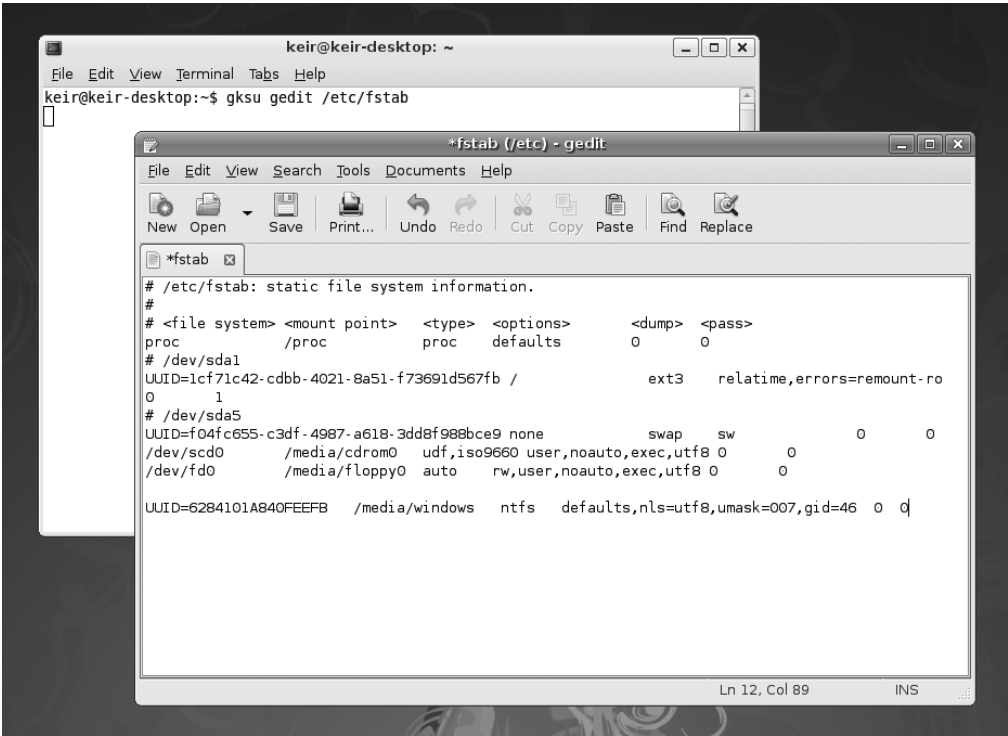 keir@keir-desktop: ~
File Edit View Terminal Tabs Help
keir@keir-desktop:~$ gksu gedit /etc/fstab
*fstab (/etc) - gedit
File Edit View Search Tools Documents Help
New Open Save Print... Undo Redo Cut Copy Paste Find Replace
*fstab
# /etc/fstab: static file system information.
#
# <file system> <mount point> <type> <options> <dump> <pass>
proc /proc proc defaults 0 0
# /dev/sda1
UUID=1cf71c42-cdbb-4021-8a51-f73691d567fb / ext3 relatime,errors=remount-ro
0 1
# /dev/sda5
UUID=f04fc655-c3df-4987-a618-3dd8f988bce9 none swap sw 0 0
/dev/scd0 /media/cdrom0 udf,iso9660 user,noauto,exec,utf8 0 0
/dev/fd0 /media/floppy0 auto rw,user,noauto,exec,utf8 0 0
UUID=6284101A840FEEFB /media/windows ntfs defaults,nls=utf8,umask=007,gid=46 0 0
Ln 12, Col 89 INS